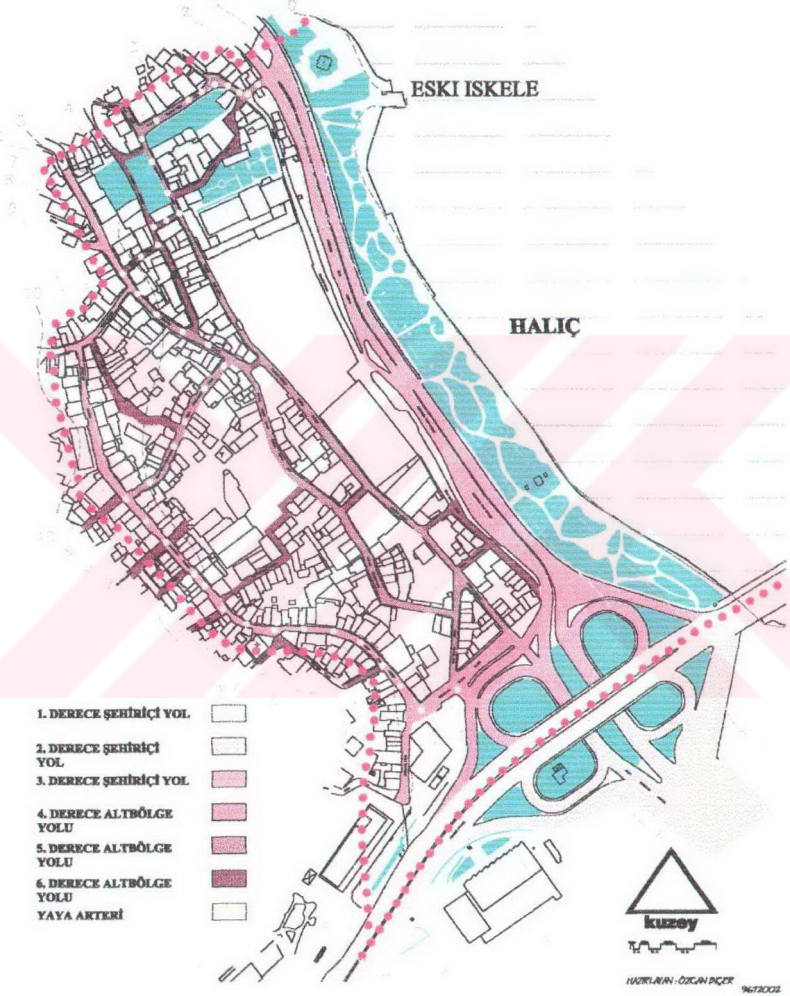 ESKI ISKELE
HALIÇ
1. DERECE ŞEHİRİÇİ YOL
2. DERECE ŞEHİRİÇİ
YOL
3. DERECE ŞEHİRİÇİ YOL
4. DERECE ALTBÖLGE
YOLU
5. DERECE ALTBÖLGE
YOLU
6. DERECE ALTBÖLGE
YOLU
YAYA ARTERİ
kuzey
HAZIRLAYAN : ÖZCAN DİÇER
9672002